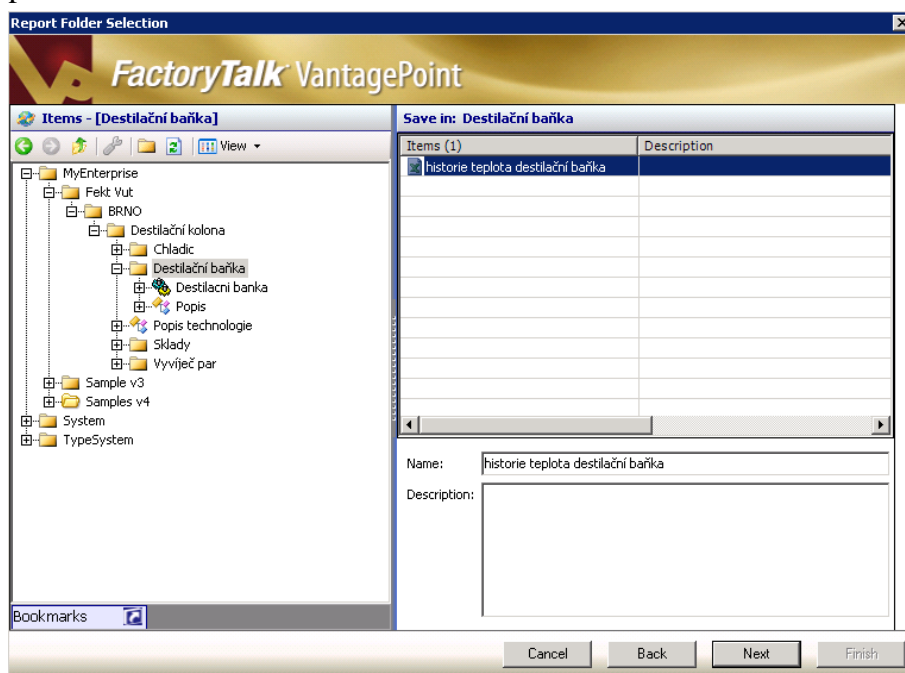 Report Folder Selection
FactoryTalk VantagePoint
Items - [Destilační baňka]
View
MyEnterprise
Fekt Vut
BRNO
Destilační kolona
Chladic
Destilační baňka
Destilacni banka
Popis
Popis technologie
Sklady
Vyvíječ par
Sample v3
Samples v4
System
TypeSystem
Bookmarks
Save in: Destilační baňka
Items (1) Description
historie teplota destilační baňka
Name: historie teplota destilační baňka
Description:
Cancel Back Next Finish